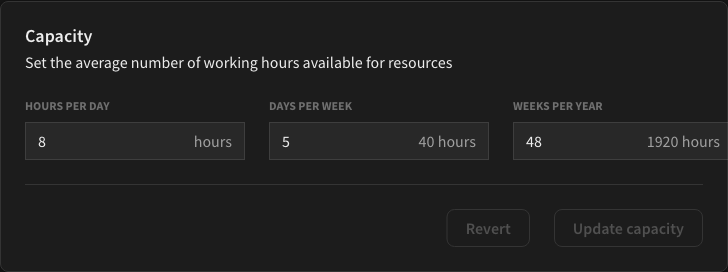 Capacity
Set the average number of working hours available for resources
HOURS PER DAY DAYS PER WEEK WEEKS PER YEAR
8 hours 5 40 hours 48 1920 hours
Revert Update capacity